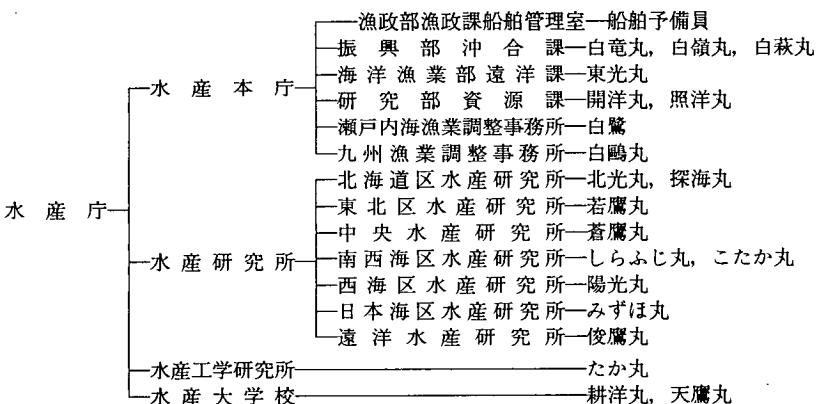 漁政部漁政課船舶管理室―船舶予備員
振興部沖合課―白竜丸，白嶺丸，白萩丸
水産本庁 海洋漁業部遠洋課―東光丸
研究部資源課―開洋丸，照洋丸
瀬戸内海漁業調整事務所―白鷺
九州漁業調整事務所―白鷗丸
北海道区水産研究所―北光丸，探海丸
水産庁 東北区水産研究所―若鷹丸
中央水産研究所―蒼鷹丸
水産研究所 南西海区水産研究所―しらふじ丸，こたか丸
西海区水産研究所―陽光丸
日本海区水産研究所―みずほ丸
遠洋水産研究所―俊鷹丸
水産工学研究所―たか丸
水産大学校―耕洋丸，天鷹丸